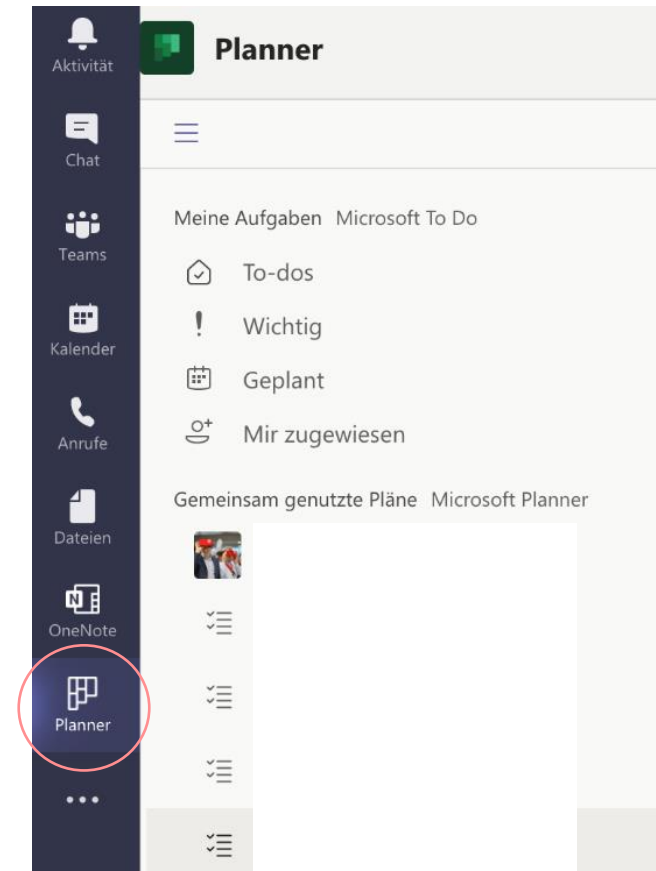 Aktivität
Chat
Teams
Kalender
Anrufe
Dateien
OneNote
Planner
Planner
Meine Aufgaben Microsoft To Do
To-dos
Wichtig
Geplant
Mir zugewiesen
Gemeinsam genutzte Pläne Microsoft Planner